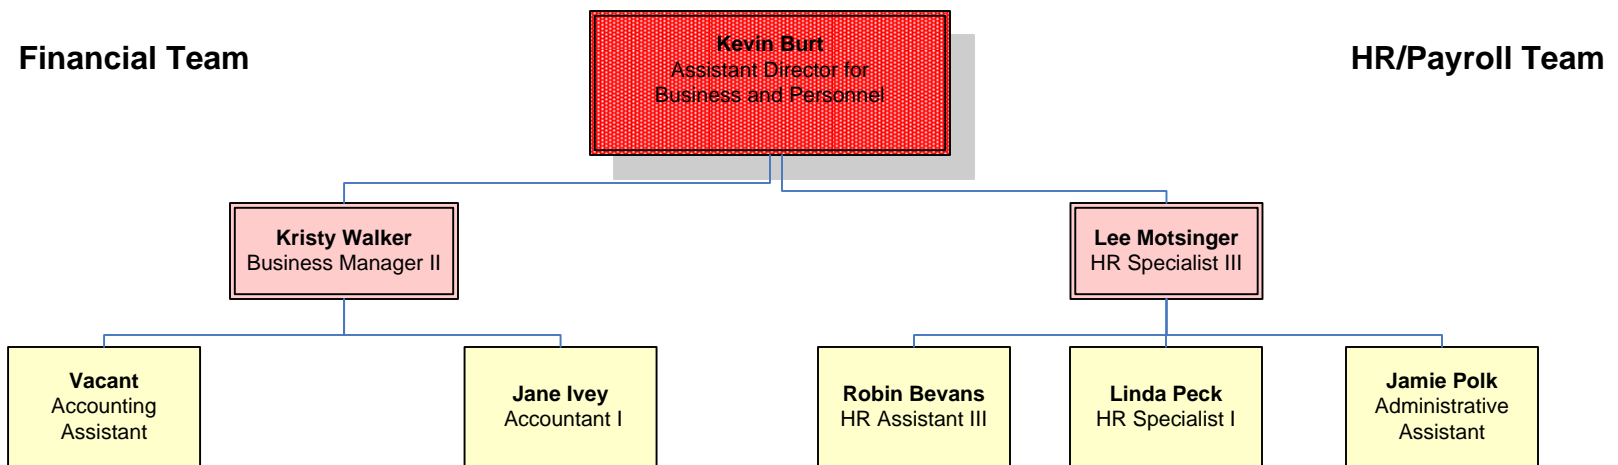 Financial Team
Kevin Burt
Assistant Director for
Business and Personnel
HR/Payroll Team
Kristy Walker
Business Manager II
Lee Motsinger
HR Specialist III
Vacant
Accounting
Assistant
Jane Ivey
Accountant I
Robin Bevans
HR Assistant III
Linda Peck
HR Specialist I
Jamie Polk
Administrative
Assistant